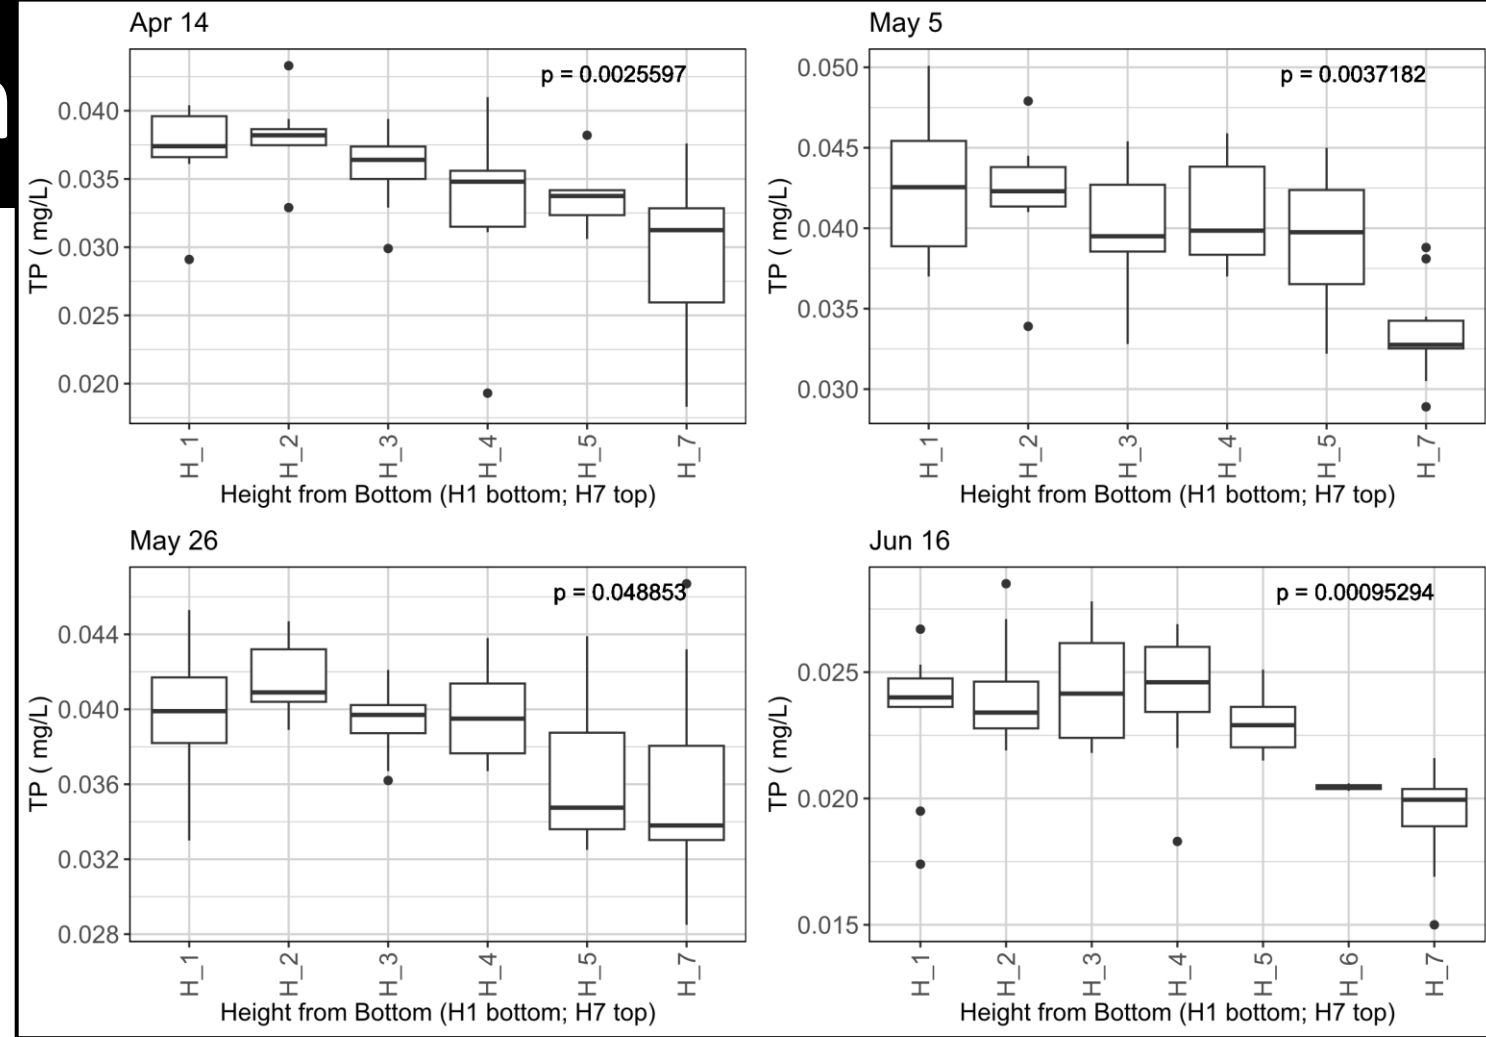 Apr 14
p = 0.0025597
TP ( mg/L)
0.040
0.035
0.030
0.025
0.020
H_1 H_2 H_3 H_4 H_5 H_7
Height from Bottom (H1 bottom; H7 top)
May 5
p = 0.0037182
TP ( mg/L)
0.050
0.045
0.040
0.035
0.030
H_1 H_2 H_3 H_4 H_5 H_7
Height from Bottom (H1 bottom; H7 top)
May 26
p = 0.048853
TP ( mg/L)
0.044
0.040
0.036
0.032
0.028
H_1 H_2 H_3 H_4 H_5 H_7
Height from Bottom (H1 bottom; H7 top)
Jun 16
p = 0.00095294
TP ( mg/L)
0.025
0.020
0.015
H_1 H_2 H_3 H_4 H_5 H_6 H_7
Height from Bottom (H1 bottom; H7 top)